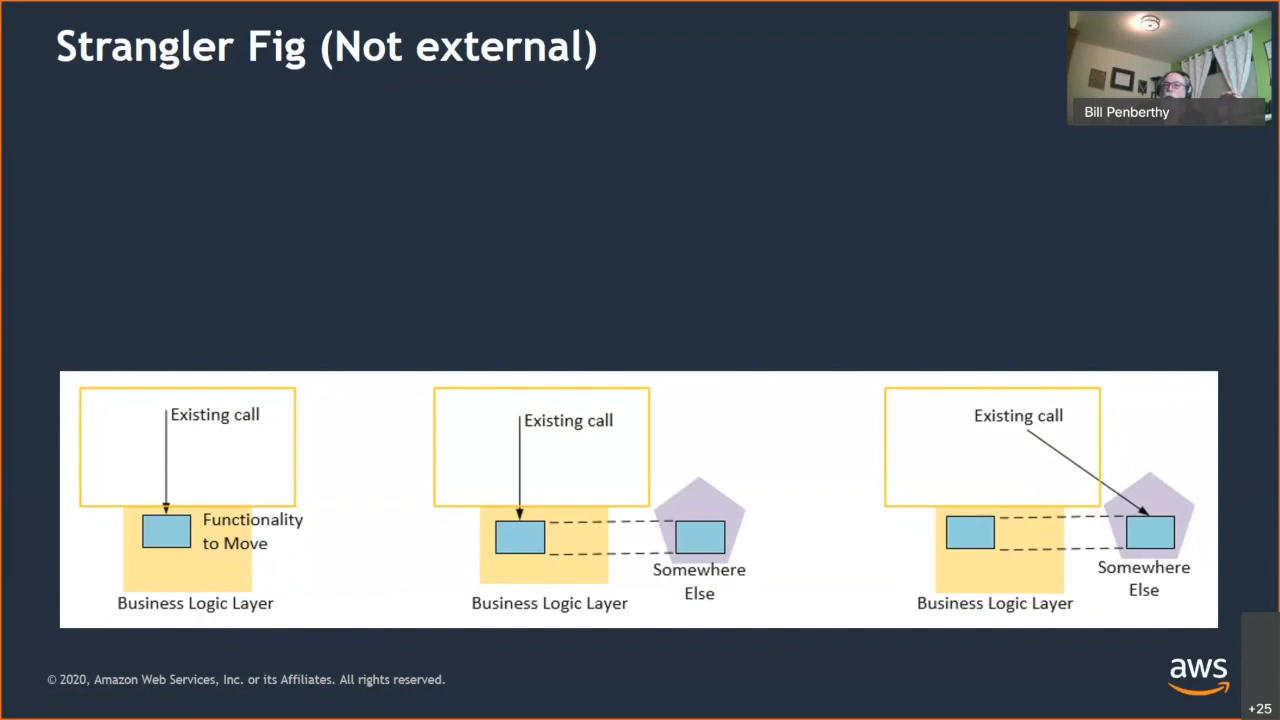 Strangler Fig (Not external)
Bill Penberthy
Existing call
Functionality
to Move
Business Logic Layer
Existing call
Somewhere
Else
Business Logic Layer
Existing call
Somewhere
Else
Business Logic Layer
© 2020, Amazon Web Services, Inc. or its Affiliates. All rights reserved.
aws
+25